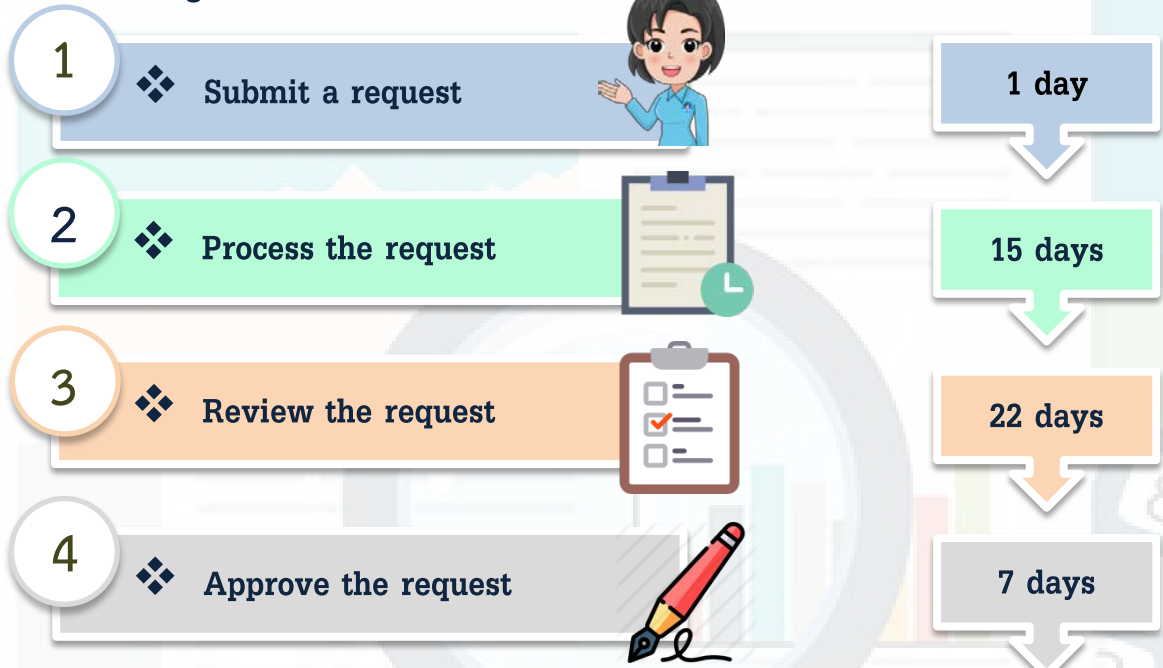 1
❖ Submit a request
1 day
2
❖ Process the request
15 days
3
❖ Review the request
22 days
4
❖ Approve the request
7 days